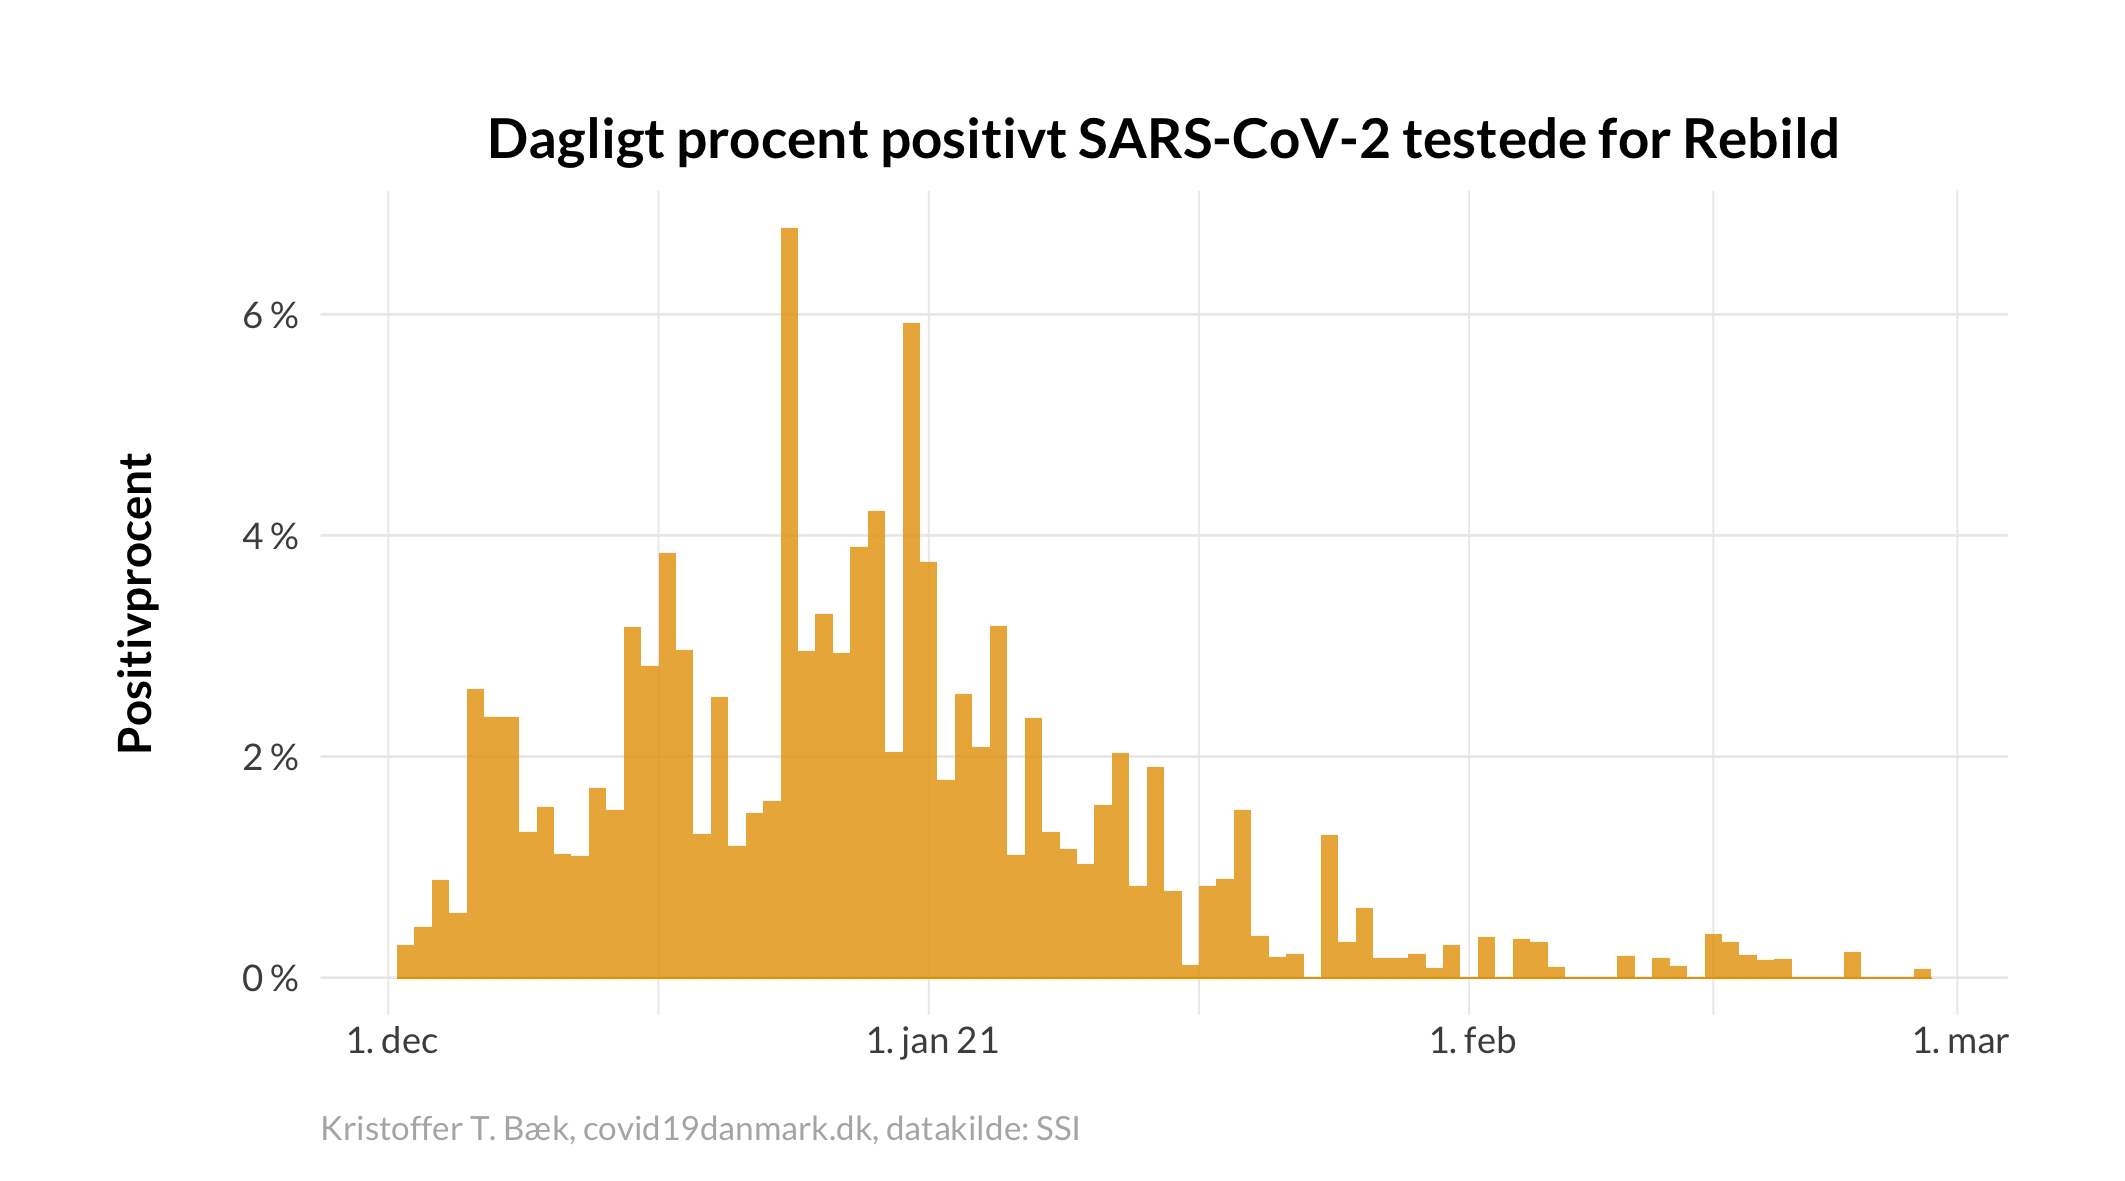 Dagligt procent positivt SARS-CoV-2 testede for Rebild
Positivprocent
6 %
4 %
2 %
0 %
1. dec
1. jan 21
1. feb
1. mar
Kristoffer T. Bæk, covid19danmark.dk, datakilde: SSI